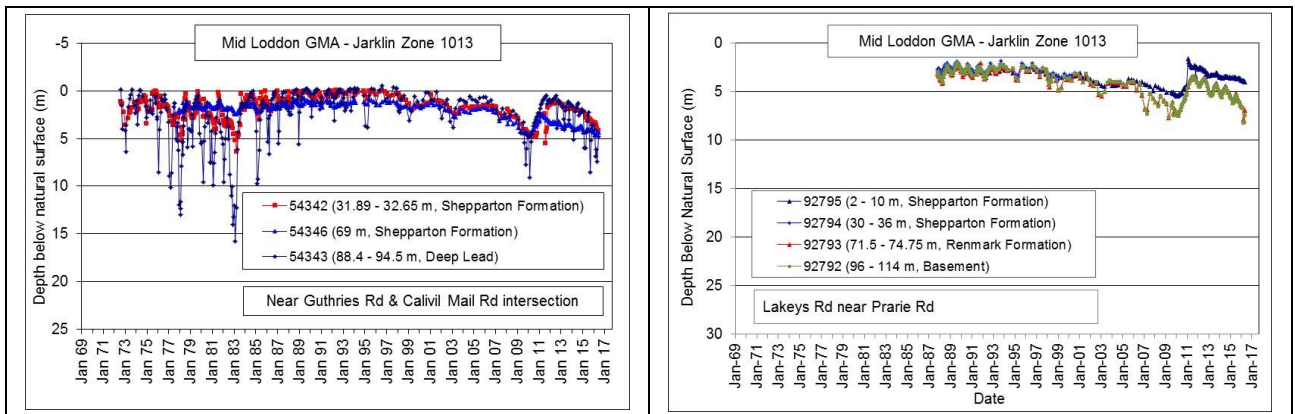 Mid Loddon GMA - Jarklin Zone 1013
Depth below natural surface (m)
-5
0
5
10
15
20
25
54342 (31.89 - 32.65 m, Shepparton Formation)
54346 (69 m, Shepparton Formation)
54343 (88.4 - 94.5 m, Deep Lead)
Near Guthries Rd & Calivil Mail Rd intersection
Jan 69
Jan 71
Jan 73
Jan 75
Jan 77
Jan 79
Jan 81
Jan 83
Jan 85
Jan 87
Jan 89
Jan 91
Jan 93
Jan 95
Jan 97
Jan 99
Jan 01
Jan 03
Jan 05
Jan 07
Jan 09
Jan 11
Jan 13
Jan 15
Jan 17
Mid Loddon GMA - Jarklin Zone 1013
Depth Below Natural Surface (m)
0
5
10
15
20
25
30
92795 (2 - 10 m, Shepparton Formation)
92794 (30 - 36 m, Shepparton Formation)
92793 (71.5 - 74.75 m, Renmark Formation)
92792 (96 - 114 m, Basement)
Lakeys Rd near Prarie Rd
Jan-69
Jan-71
Jan-73
Jan-75
Jan-77
Jan-79
Jan-81
Jan-83
Jan-85
Jan-87
Jan-89
Jan-91
Jan-93
Jan-95
Jan-97
Jan-99
Jan-01
Jan-03
Jan-05
Jan-07
Jan-09
Jan-11
Jan-13
Jan-15
Jan-17
Date